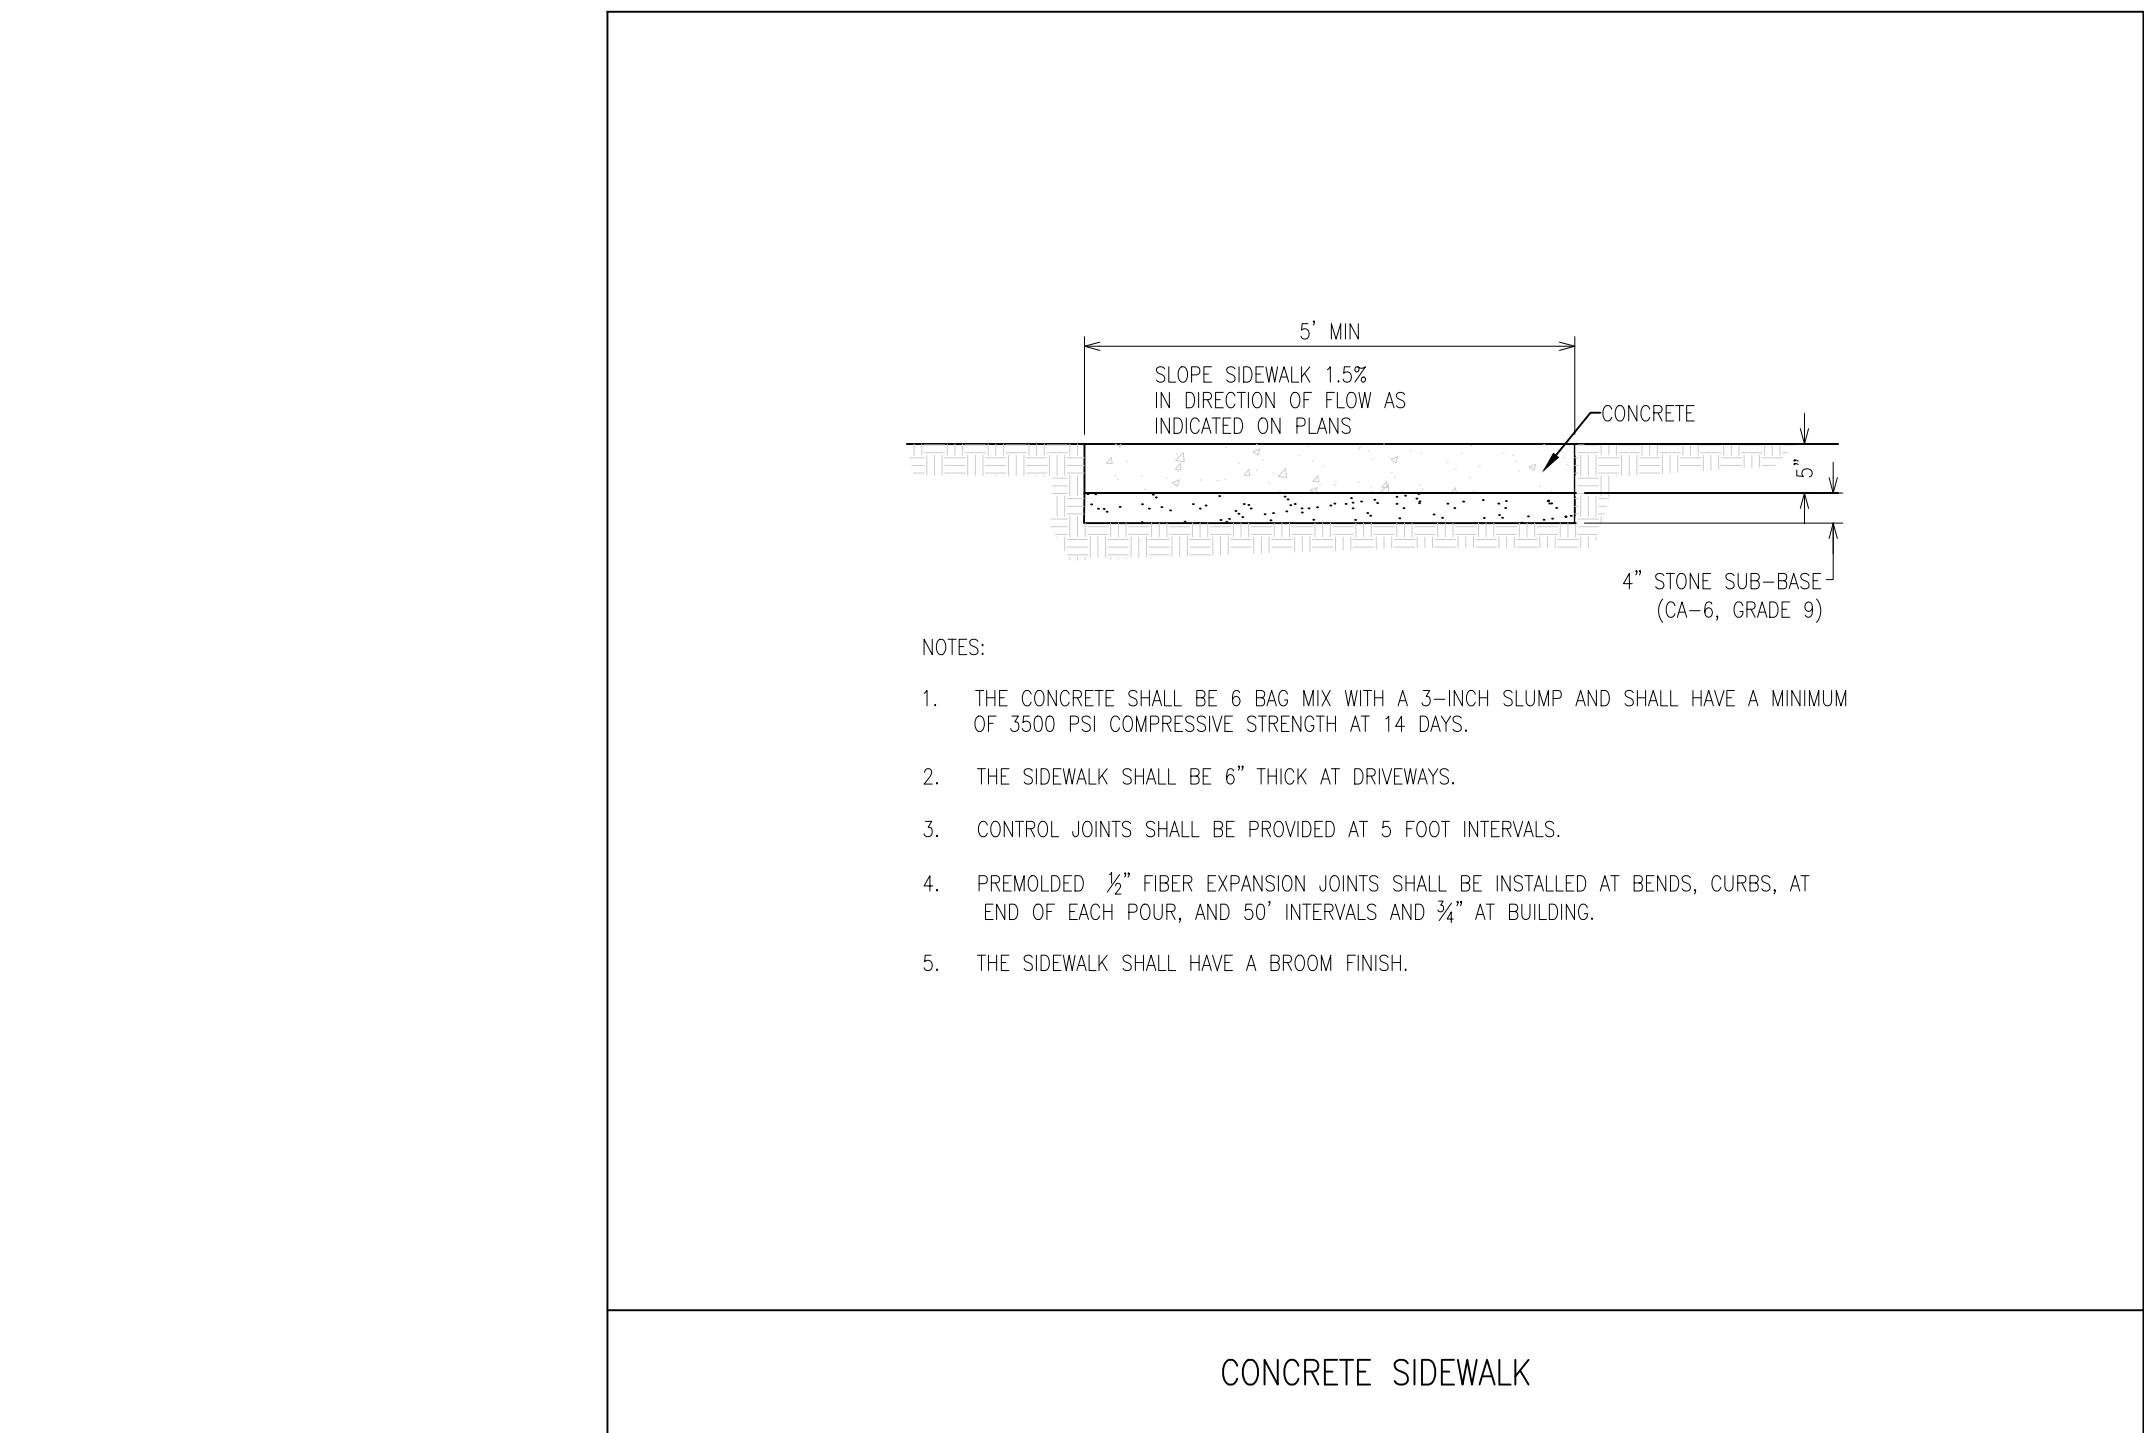 5' MIN
SLOPE SIDEWALK 1.5%
IN DIRECTION OF FLOW AS
INDICATED ON PLANS
CONCRETE
5"
4" STONE SUB-BASE
(CA-6, GRADE 9)
NOTES:
1. THE CONCRETE SHALL BE 6 BAG MIX WITH A 3-INCH SLUMP AND SHALL HAVE A MINIMUM
OF 3500 PSI COMPRESSIVE STRENGTH AT 14 DAYS.
2. THE SIDEWALK SHALL BE 6" THICK AT DRIVEWAYS.
3. CONTROL JOINTS SHALL BE PROVIDED AT 5 FOOT INTERVALS.
4. PREMOLDED ½" FIBER EXPANSION JOINTS SHALL BE INSTALLED AT BENDS, CURBS, AT
END OF EACH POUR, AND 50' INTERVALS AND ¾" AT BUILDING.
5. THE SIDEWALK SHALL HAVE A BROOM FINISH.
CONCRETE SIDEWALK